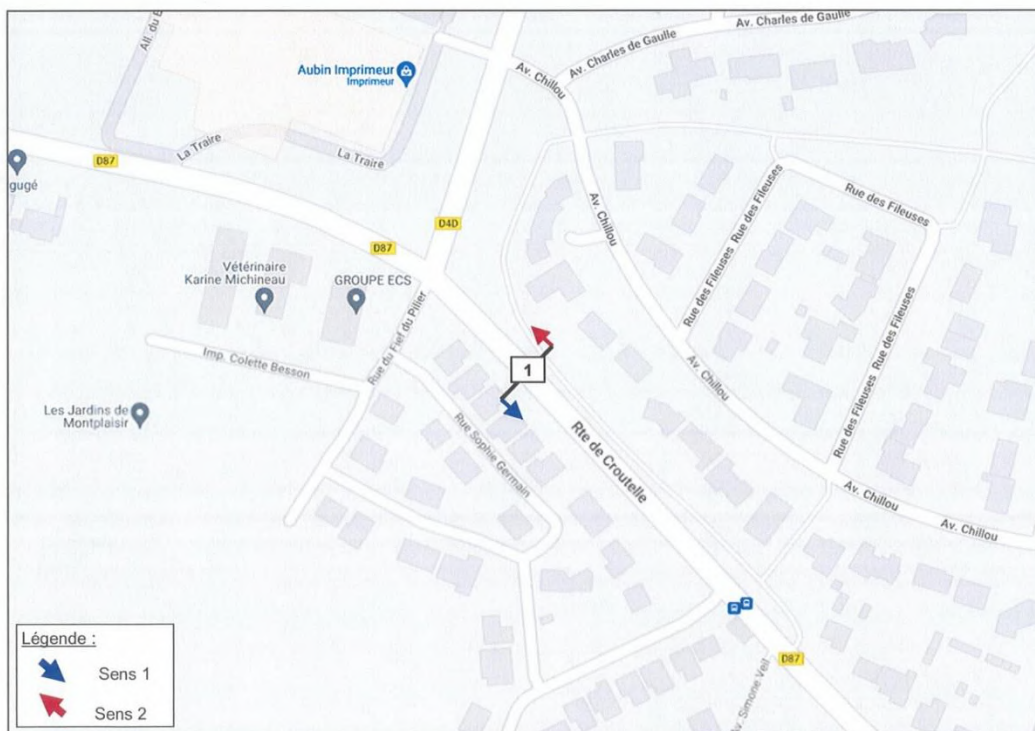 Av. Charles de Gaulle
Av. Charles de Gaulle
Av. Chillou
Aubin Imprimeur
Imprimeur
La Traire
La Traire
D87
gugé
Av. Chillou
Rue des Fileuses
Rue des Fileuses
Rue des Fileuses
D4D
D87
Vétérinaire
Karine Michineau
GROUPE ECS
Rue du Fief du Pilier
Imp. Colette Besson
1
Av. Chillou
Rue des Fileuses
Rue des Fileuses
Les Jardins de
Montplaisir
Rue Sophie Germain
Rte de Croutelle
Av. Chillou
Av. Chillou
D87
Av. Simone Veil
Légende :
Sens 1
Sens 2